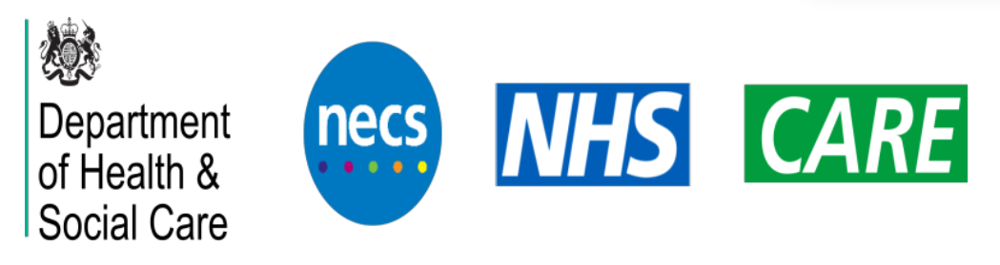 Department
of Health &
Social Care
necs
NHS
CARE